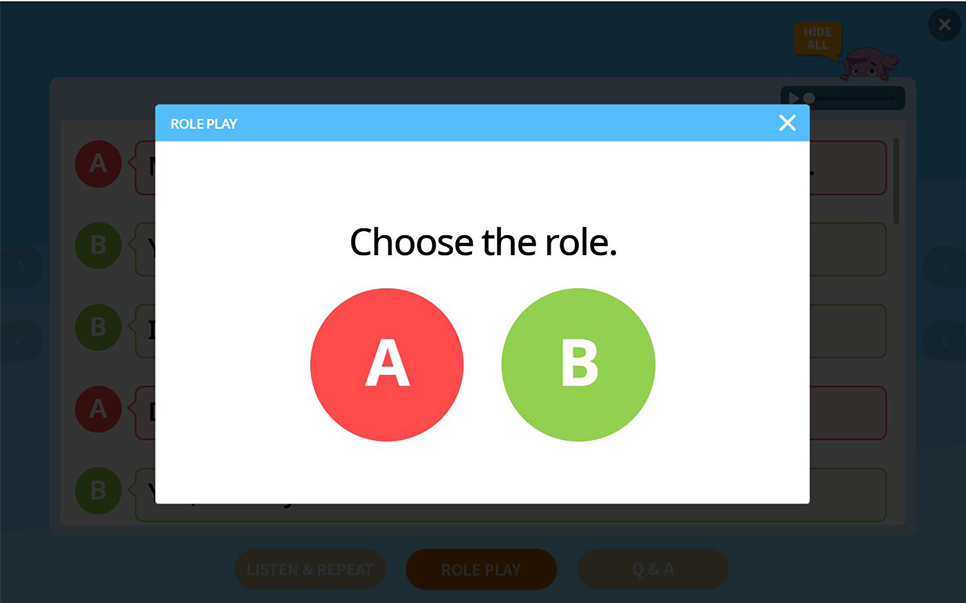 HIDE
ALL
ROLE PLAY
A
B
B
A
B
Choose the role.
A B
LISTEN & REPEAT ROLE PLAY Q & A